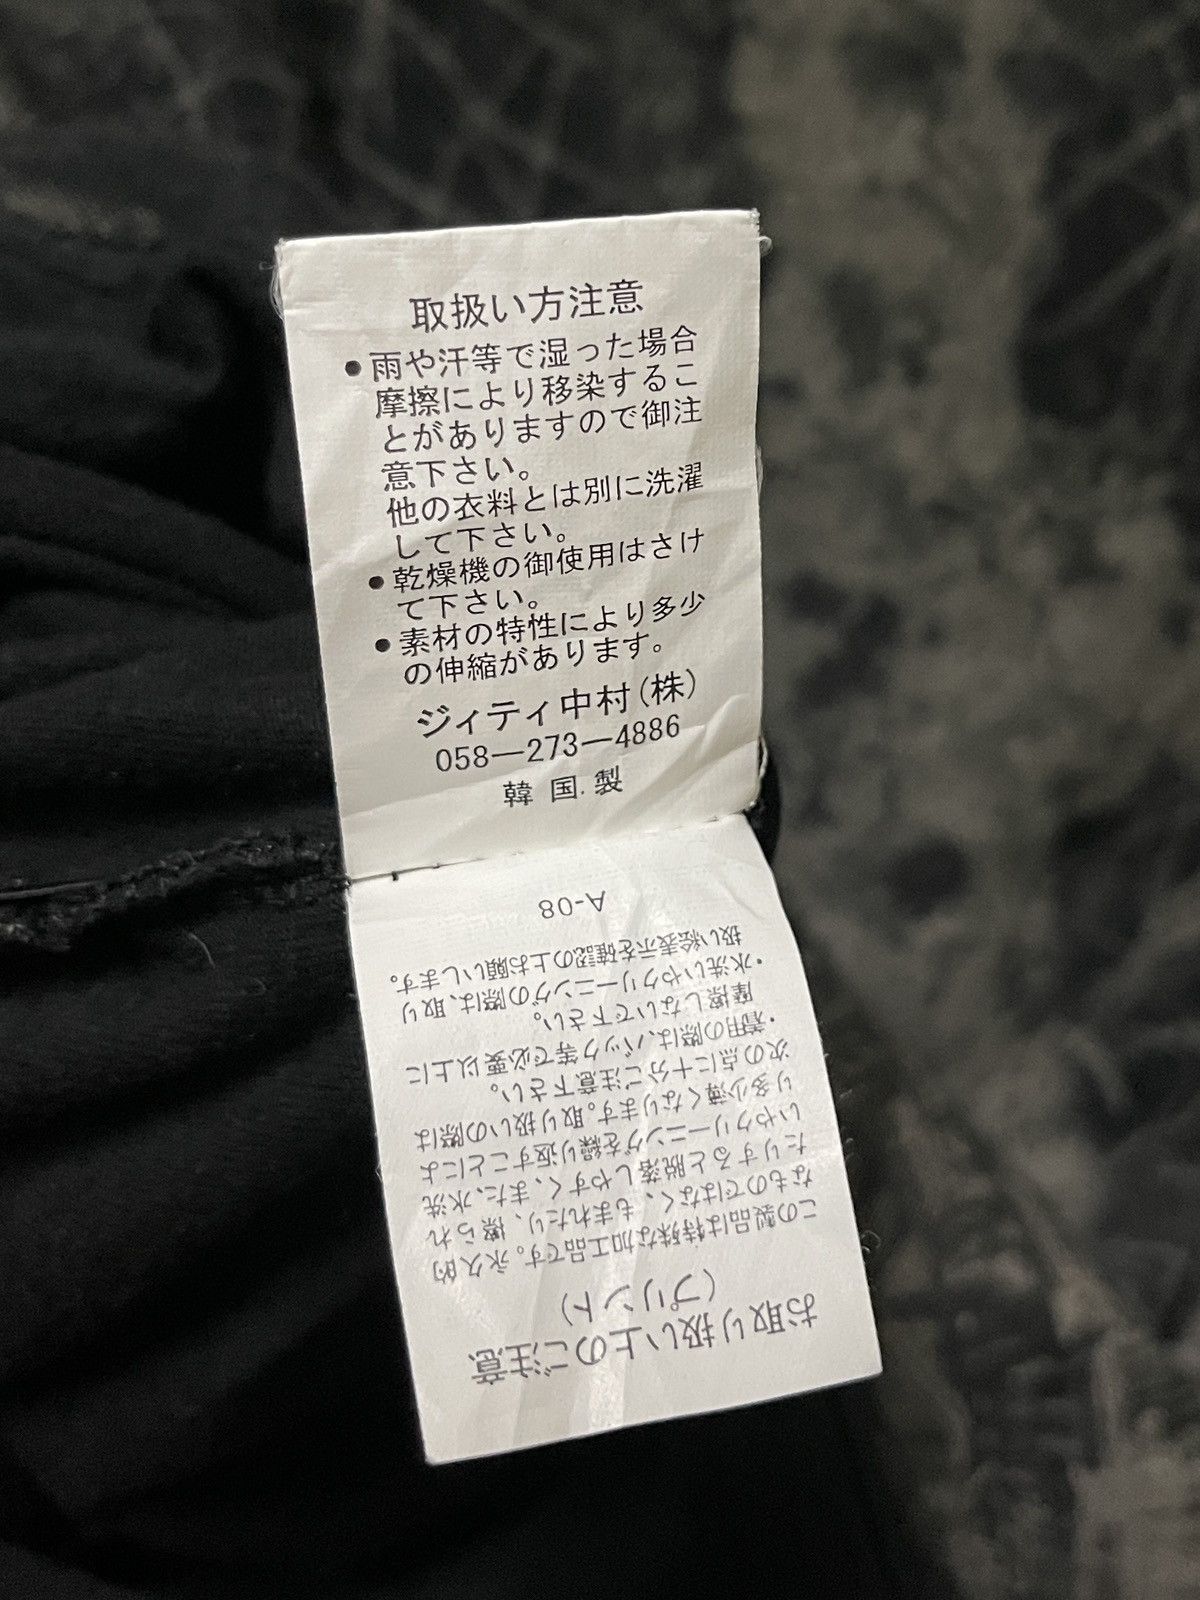 取扱い方注意
●雨や汗等で湿った場合
摩擦により移染するこ
とがありますので御注
意下さい。
他の衣料とは別に洗濯
して下さい。
●乾燥機の御使用はさけ
て下さい。
●素材の特性により多少
の伸縮があります。
ジィティ中村(株)
058—273—4886
韓国製
お取り扱い上のご注意
(プリント)
この製品は特殊な加工品です。永久的
なものではなく、もまれたり、擦られ
たりすると脱落しやすく、また、水洗
いやクリーニングを繰り返すことによ
り多少薄くなります。取り扱いの際は
次の点に十分ご注意下さい。
・着用の際は、バック等で必要以上に
摩擦しないで下さい。
・水洗いやクリーニングの際は、取り
扱い絵表示を確認の上お願いします。
A-08